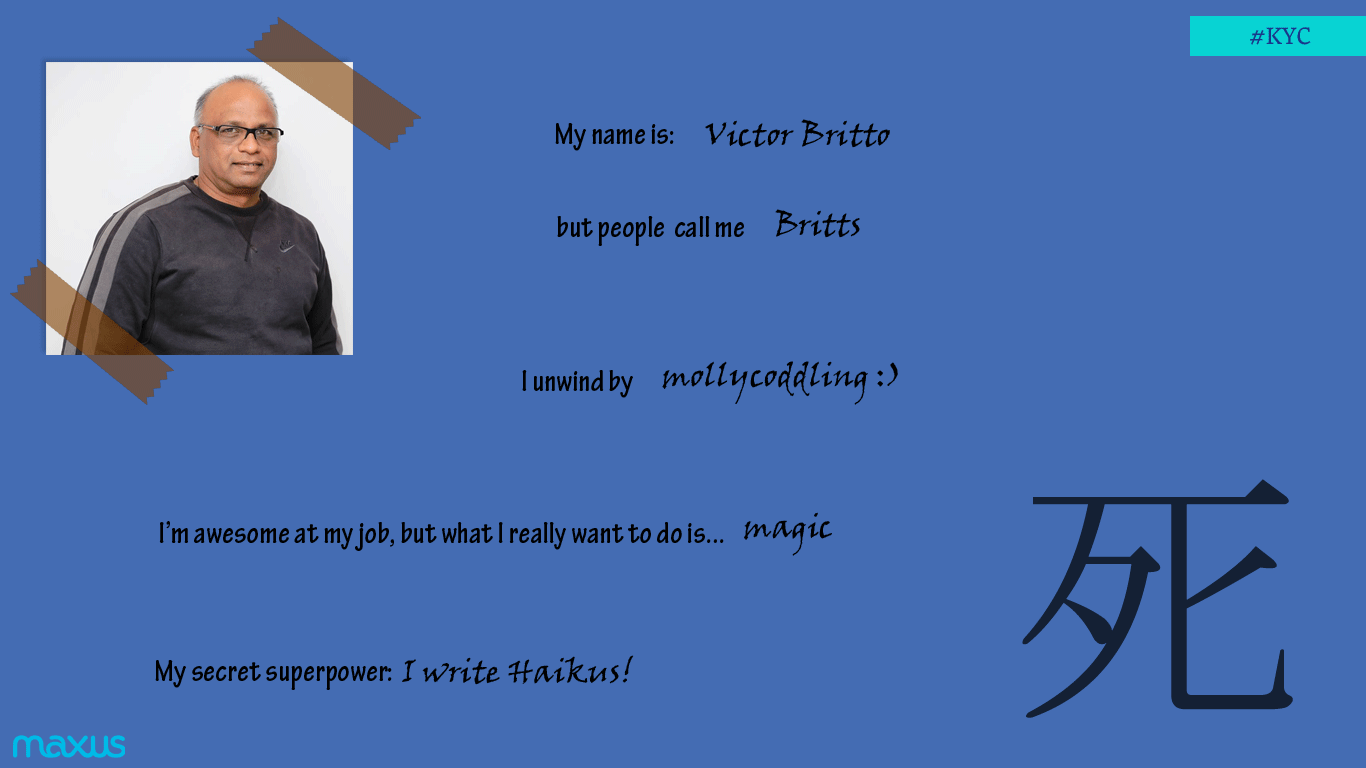 #KYC
My name is: Victor Britto
but people call me Britts
I unwind by mollycoddling :)
I'm awesome at my job, but what I really want to do is... magic
死
My secret superpower: I write Haikus!
maxus